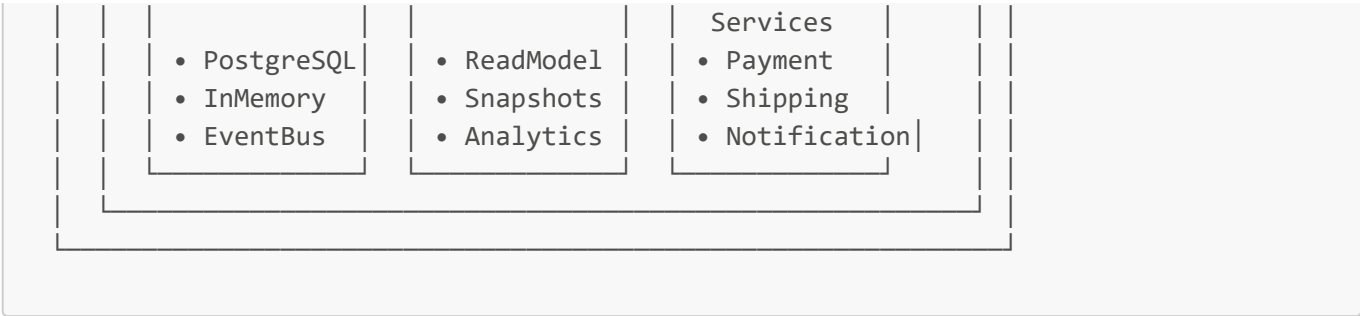 Services
• PostgreSQL • ReadModel • Payment
• InMemory • Snapshots • Shipping
• EventBus • Analytics • Notification